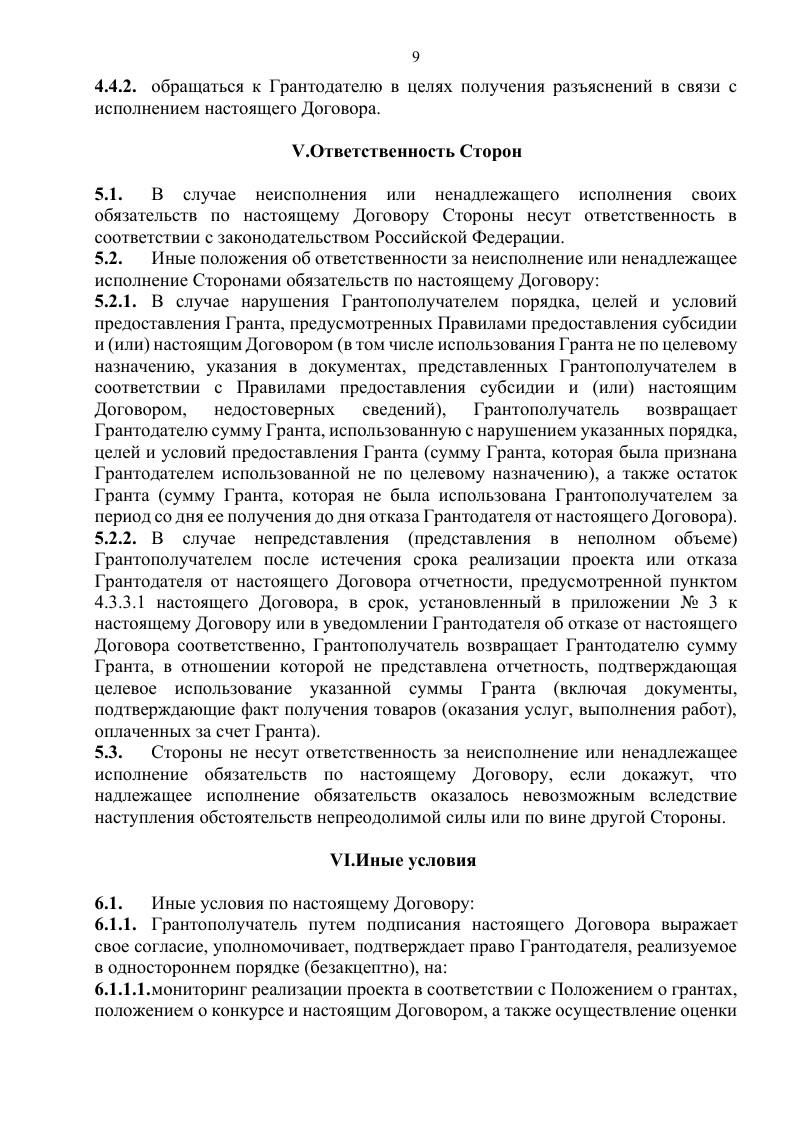 9
4.4.2. обращаться к Грантодателю в целях получения разъяснений в связи с
исполнением настоящего Договора.
V.Ответственность Сторон
5.1. В случае неисполнения или ненадлежащего исполнения своих
обязательств по настоящему Договору Стороны несут ответственность в
соответствии с законодательством Российской Федерации.
5.2. Иные положения об ответственности за неисполнение или ненадлежащее
исполнение Сторонами обязательств по настоящему Договору:
5.2.1. В случае нарушения Грантополучателем порядка, целей и условий
предоставления Гранта, предусмотренных Правилами предоставления субсидии
и (или) настоящим Договором (в том числе использования Гранта не по целевому
назначению, указания в документах, представленных Грантополучателем в
соответствии с Правилами предоставления субсидии и (или) настоящим
Договором, недостоверных сведений), Грантополучатель возвращает
Грантодателю сумму Гранта, использованную с нарушением указанных порядка,
целей и условий предоставления Гранта (сумму Гранта, которая была признана
Грантодателем использованной не по целевому назначению), а также остаток
Гранта (сумму Гранта, которая не была использована Грантополучателем за
период со дня ее получения до дня отказа Грантодателя от настоящего Договора).
5.2.2. В случае непредставления (представления в неполном объеме)
Грантополучателем после истечения срока реализации проекта или отказа
Грантодателя от настоящего Договора отчетности, предусмотренной пунктом
4.3.3.1 настоящего Договора, в срок, установленный в приложении № 3 к
настоящему Договору или в уведомлении Грантодателя об отказе от настоящего
Договора соответственно, Грантополучатель возвращает Грантодателю сумму
Гранта, в отношении которой не представлена отчетность, подтверждающая
целевое использование указанной суммы Гранта (включая документы,
подтверждающие факт получения товаров (оказания услуг, выполнения работ),
оплаченных за счет Гранта).
5.3. Стороны не несут ответственность за неисполнение или ненадлежащее
исполнение обязательств по настоящему Договору, если докажут, что
надлежащее исполнение обязательств оказалось невозможным вследствие
наступления обстоятельств непреодолимой силы или по вине другой Стороны.
VI.Иные условия
6.1. Иные условия по настоящему Договору:
6.1.1. Грантополучатель путем подписания настоящего Договора выражает
свое согласие, уполномочивает, подтверждает право Грантодателя, реализуемое
в одностороннем порядке (безакцептно), на:
6.1.1.1.мониторинг реализации проекта в соответствии с Положением о грантах,
положением о конкурсе и настоящим Договором, а также осуществление оценки